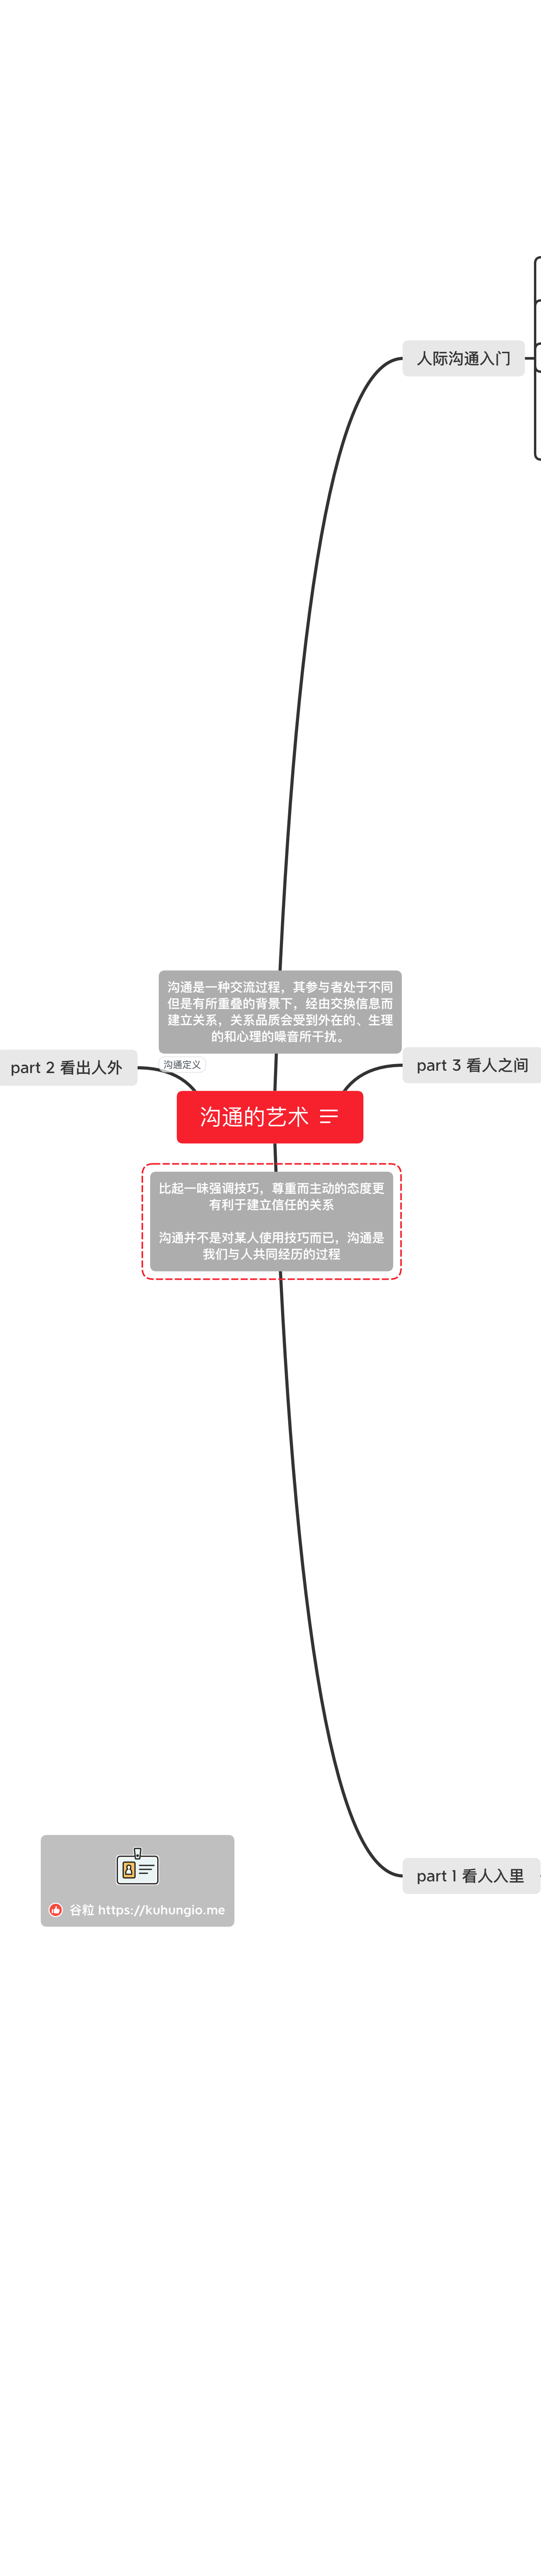 人际沟通入门
沟通是一种交流过程，其参与者处于不同
但是有所重叠的背景下，经由交换信息而
建立关系，关系品质会受到外在的、生理
的和心理的噪音所干扰。
沟通定义
part 2 看出人外
part 3 看人之间
沟通的艺术
比起一味强调技巧，尊重而主动的态度更
有利于建立信任的关系
沟通并不是对某人使用技巧而已，沟通是
我们与人共同经历的过程
part 1 看人入里
谷粒 https://kuhungio.me